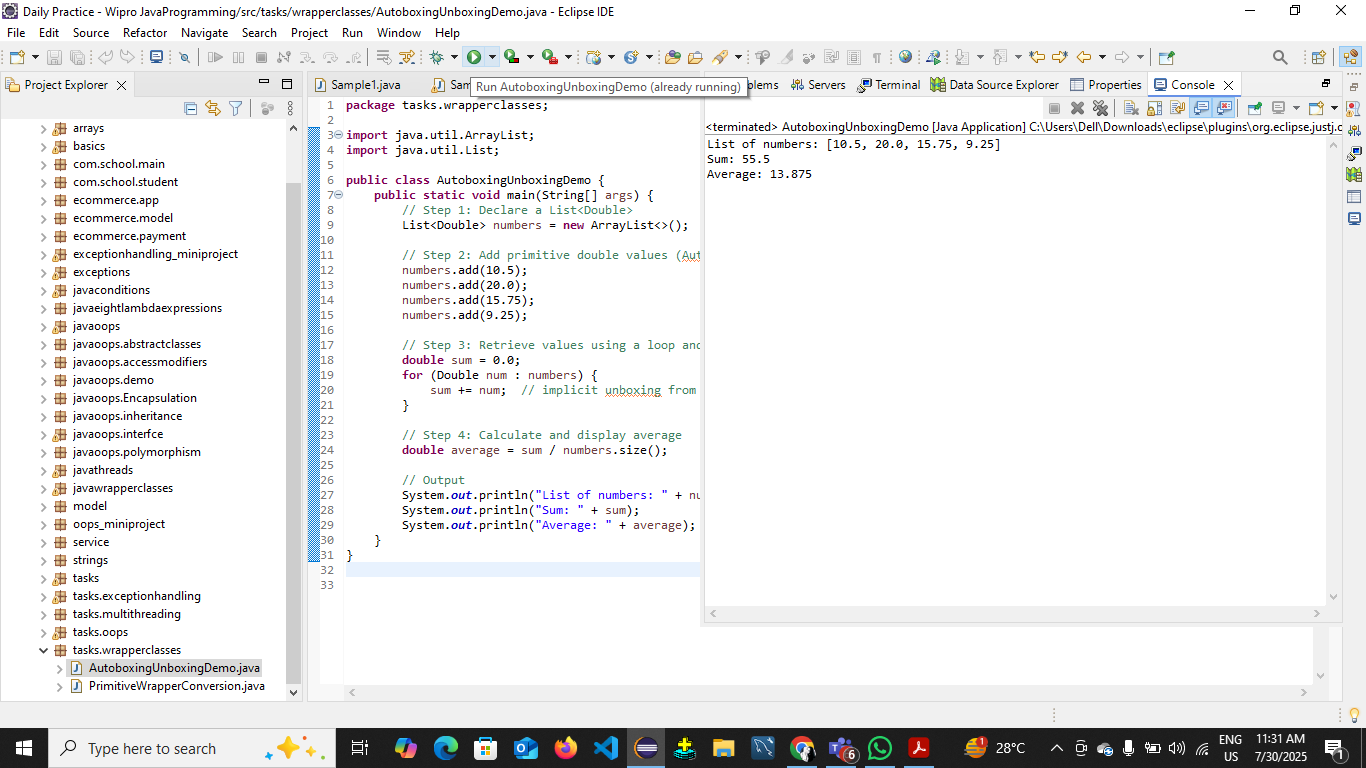 Daily Practice - Wipro JavaProgramming/src/tasks/wrapperclasses/AutoboxingUnboxingDemo.java - Eclipse IDE
File Edit Source Refactor Navigate Search Project Run Window Help
Project Explorer
Sample1.java
Sam
Run AutoboxingUnboxingDemo (already running)
blems
Servers
Terminal
Data Source Explorer
Properties
Console
arrays
basics
com.school.main
com.school.student
ecommerce.app
ecommerce.model
ecommerce.payment
exceptionhandling_miniproject
exceptions
javaconditions
javaeightlambdaexpressions
javaoops
javaoops.abstractclasses
javaoops.accessmodifiers
javaoops.demo
javaoops.Encapsulation
javaoops.inheritance
javaoops.interfce
javaoops.polymorphism
javathreads
javawrapperclasses
model
oops_miniproject
service
strings
tasks
tasks.exceptionhandling
tasks.multithreading
tasks.oops
tasks.wrapperclasses
AutoboxingUnboxingDemo.java
PrimitiveWrapperConversion.java
1 package tasks.wrapperclasses;
2
3 import java.util.ArrayList;
4 import java.util.List;
5
6 public class AutoboxingUnboxingDemo {
7 public static void main(String[] args) {
8 // Step 1: Declare a List<Double>
9 List<Double> numbers = new ArrayList<>();
10
11 // Step 2: Add primitive double values (Aut
12 numbers.add(10.5);
13 numbers.add(20.0);
14 numbers.add(15.75);
15 numbers.add(9.25);
16
17 // Step 3: Retrieve values using a loop and
18 double sum = 0.0;
19 for (Double num : numbers) {
20 sum += num; // implicit unboxing from
21 }
22
23 // Step 4: Calculate and display average
24 double average = sum / numbers.size();
25
26 // Output
27 System.out.println("List of numbers: " + nu
28 System.out.println("Sum: " + sum);
29 System.out.println("Average: " + average);
30 }
31 }
32
33
<terminated> AutoboxingUnboxingDemo [Java Application] C:\Users\Dell\Downloads\eclipse\plugins\org.eclipse.justj.o
List of numbers: [10.5, 20.0, 15.75, 9.25]
Sum: 55.5
Average: 13.875
Type here to search
6
1
28°C
ENG
US
11:31 AM
7/30/2025
1